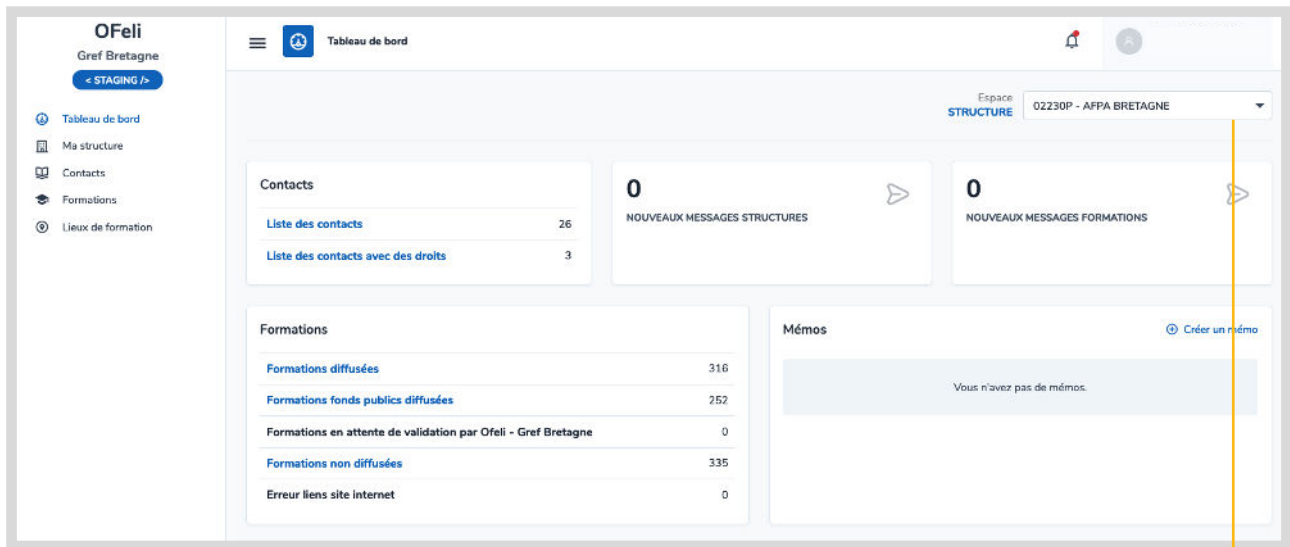 OFeli
Gref Bretagne
< STAGING />
Tableau de bord
Ma structure
Contacts
Formations
Lieux de formation
Tableau de bord
Espace
STRUCTURE
02230P - AFPA BRETAGNE
Contacts
Liste des contacts 26
Liste des contacts avec des droits 3
0
NOUVEAUX MESSAGES STRUCTURES
0
NOUVEAUX MESSAGES FORMATIONS
Formations
Formations diffusées 316
Formations fonds publics diffusées 252
Formations en attente de validation par Ofeli - Gref Bretagne 0
Formations non diffusées 335
Erreur liens site internet 0
Mémos
Créer un mémo
Vous n'avez pas de mémos.